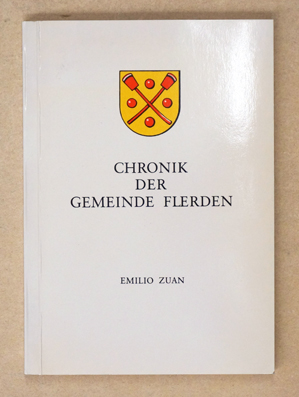 CHRONIK
DER
GEMEINDE FLERDEN
EMILIO ZUAN